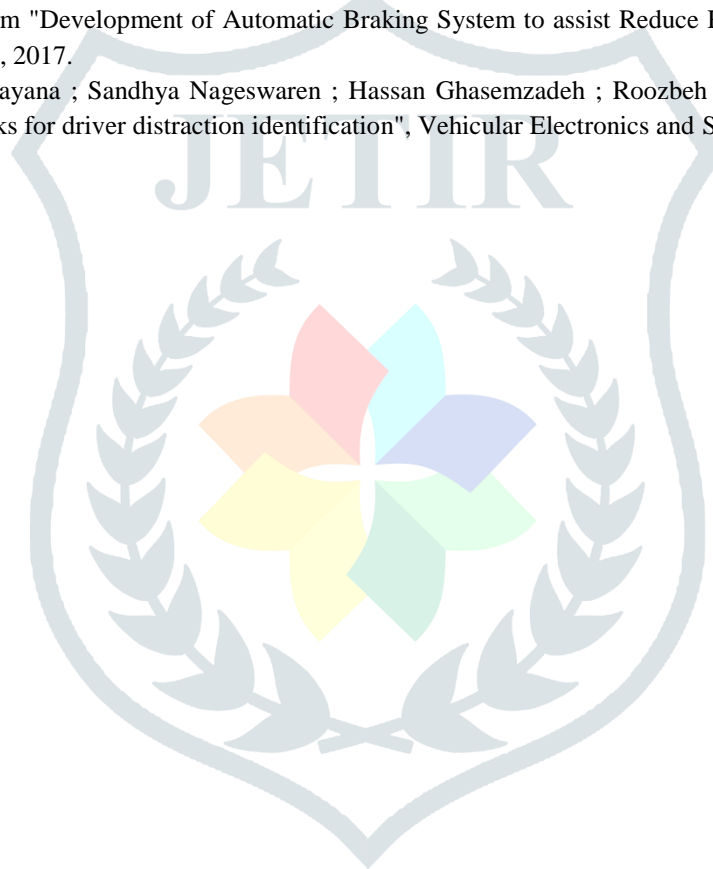 m "Development of Automatic Braking System to assist Reduce
, 2017.
ayana ; Sandhya Nageswaren ; Hassan Ghasemzadeh ; Roozbeh
ks for driver distraction identification", Vehicular Electronics and S
JETIR